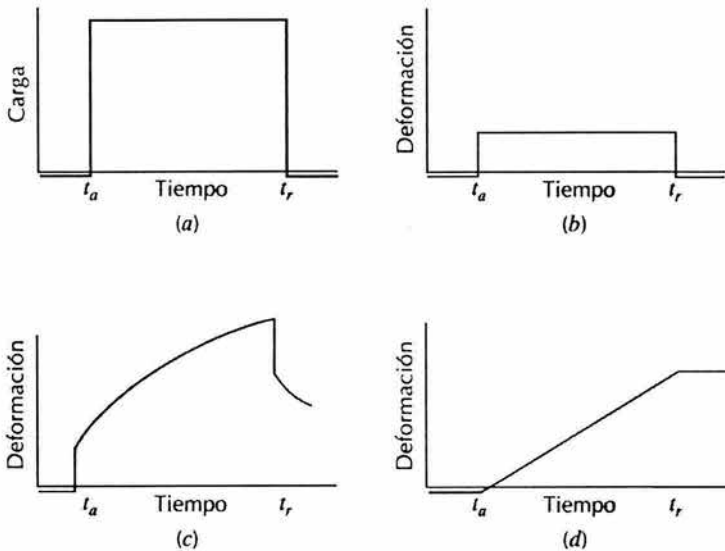 Carga
t_a
Tiempo
t_r
(a)
Deformación
t_a
Tiempo
t_r
(b)
Deformación
t_a
Tiempo
t_r
(c)
Deformación
t_a
Tiempo
t_r
(d)